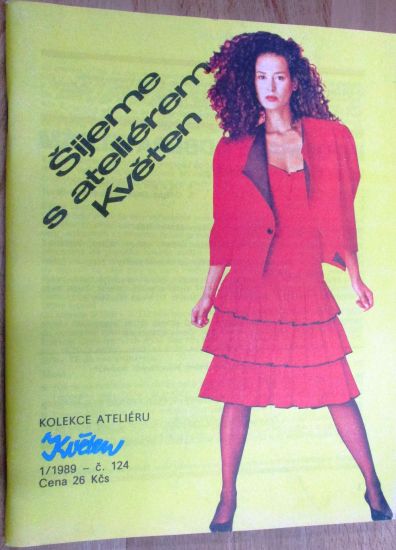 Šijeme
s ateliérem
Květen
KOLEKCE ATELIÉRU
Květen
1/1989 – č. 124
Cena 26 Kčs